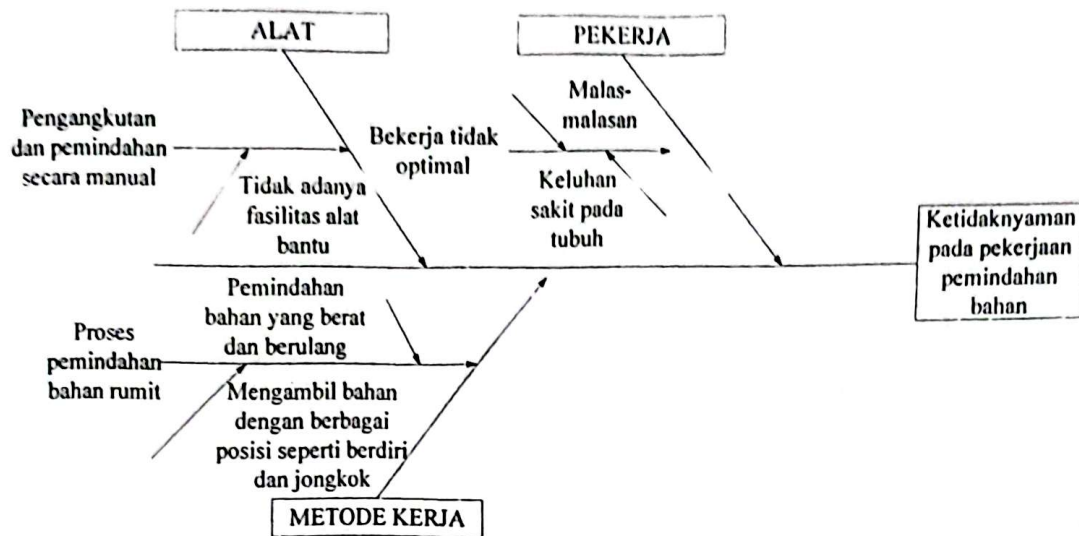 ALAT
PEKERJA
Pengangkutan
dan pemindahan
secara manual
Tidak adanya
fasilitas alat
bantu
Bekerja tidak
optimal
Malas-
malasan
Keluhan
sakit pada
tubuh
Ketidaknyaman
pada pekerjaan
pemindahan
bahan
Proses
pemindahan
bahan rumit
Pemindahan
bahan yang berat
dan berulang
Mengambil bahan
dengan berbagai
posisi seperti berdiri
dan jongkok
METODE KERJA